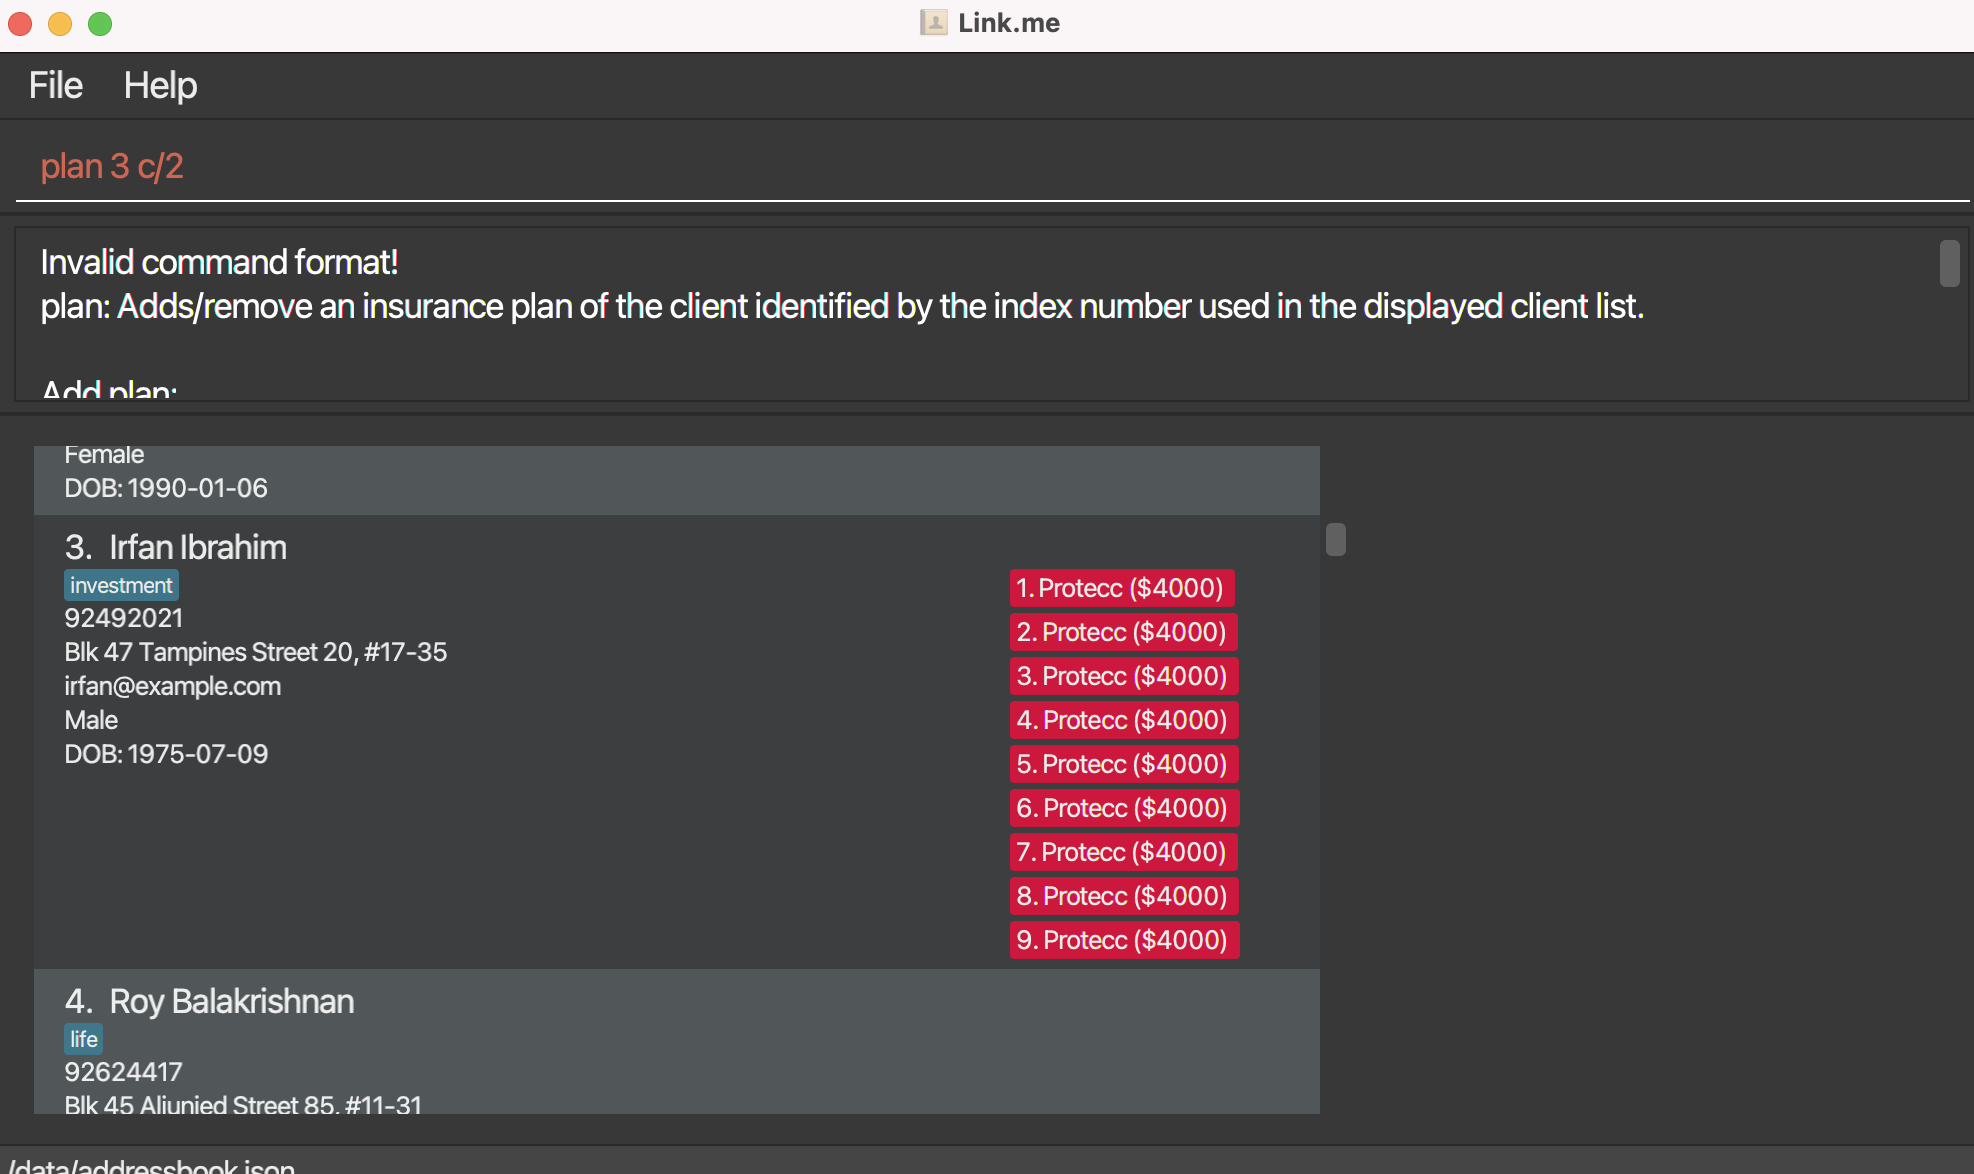 Link.me
File Help
plan 3 c/2
Invalid command format!
plan: Adds/remove an insurance plan of the client identified by the index number used in the displayed client list.
Add plan:
Female
DOB: 1990-01-06
3. Irfan Ibrahim
investment
92492021
Blk 47 Tampines Street 20, #17-35
irfan@example.com
Male
DOB: 1975-07-09
1. Protecc ($4000)
2. Protecc ($4000)
3. Protecc ($4000)
4. Protecc ($4000)
5. Protecc ($4000)
6. Protecc ($4000)
7. Protecc ($4000)
8. Protecc ($4000)
9. Protecc ($4000)
4. Roy Balakrishnan
life
92624417
Blk 45 Aljunied Street 85, #11-31
/data/addressbook.json